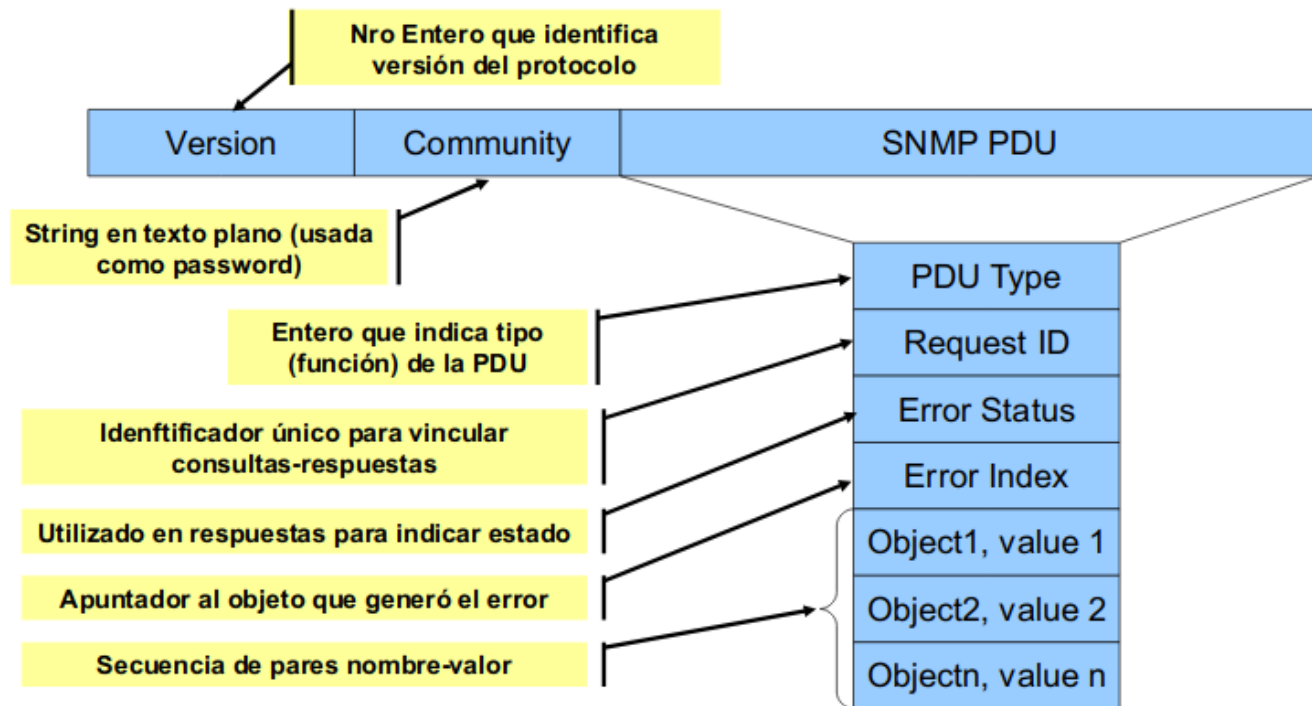 Nro Entero que identifica
versión del protocolo
Version
Community
SNMP PDU
String en texto plano (usada
como password)
PDU Type
Entero que indica tipo
(función) de la PDU
Request ID
Idenftificador único para vincular
consultas-respuestas
Error Status
Utilizado en respuestas para indicar estado
Error Index
Apuntador al objeto que generó el error
Object1, value 1
Object2, value 2
Objectn, value n
Secuencia de pares nombre-valor